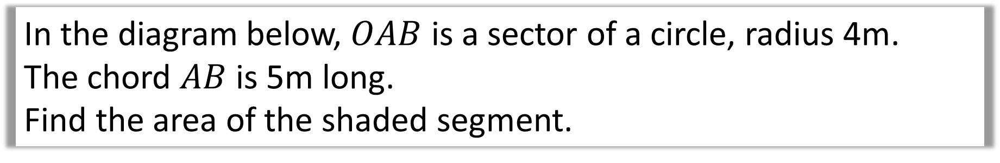 In the diagram below, OAB is a sector of a circle, radius 4m.
The chord AB is 5m long.
Find the area of the shaded segment.